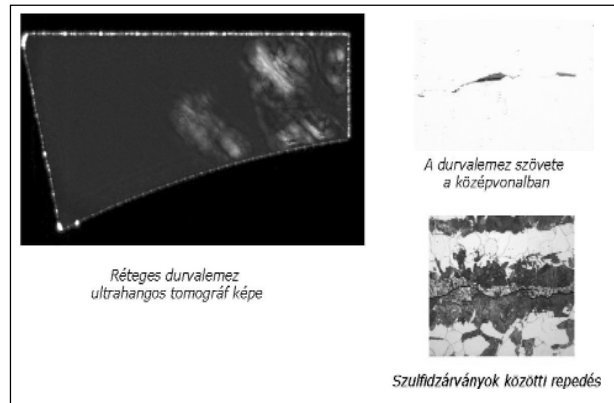 Réteges durvalemez
ultrahangos tomográf képe
A durvalemez szövete
a középvonalban
Szulfidzárványok közötti repedés